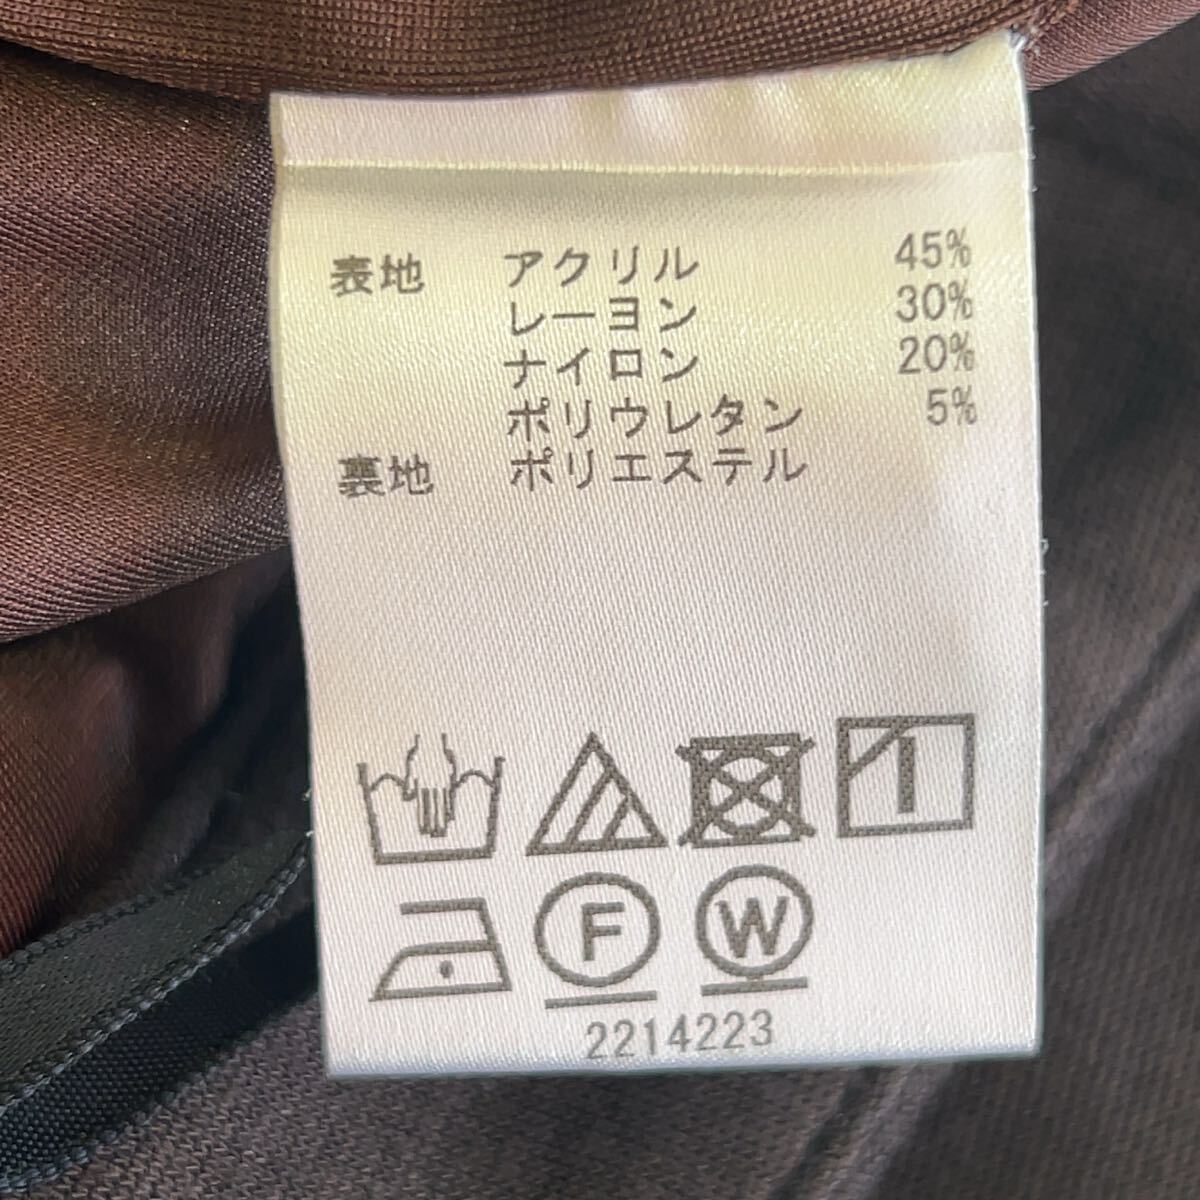 表地 アクリル 45%
レーヨン 30%
ナイロン 20%
ポリウレタン 5%
裏地 ポリエステル
F W
2214223